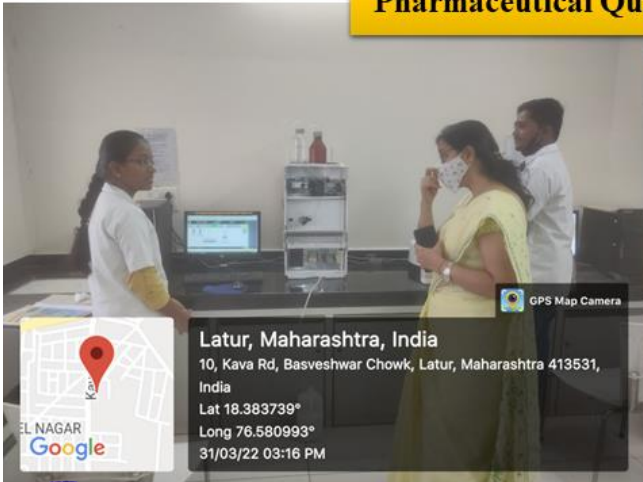 Pharmaceutical Qu
GPS Map Camera
Latur, Maharashtra, India
10, Kava Rd, Basveshwar Chowk, Latur, Maharashtra 413531,
India
Lat 18.383739°
Long 76.580993°
31/03/22 03:16 PM
Kav
EL NAGAR
Google